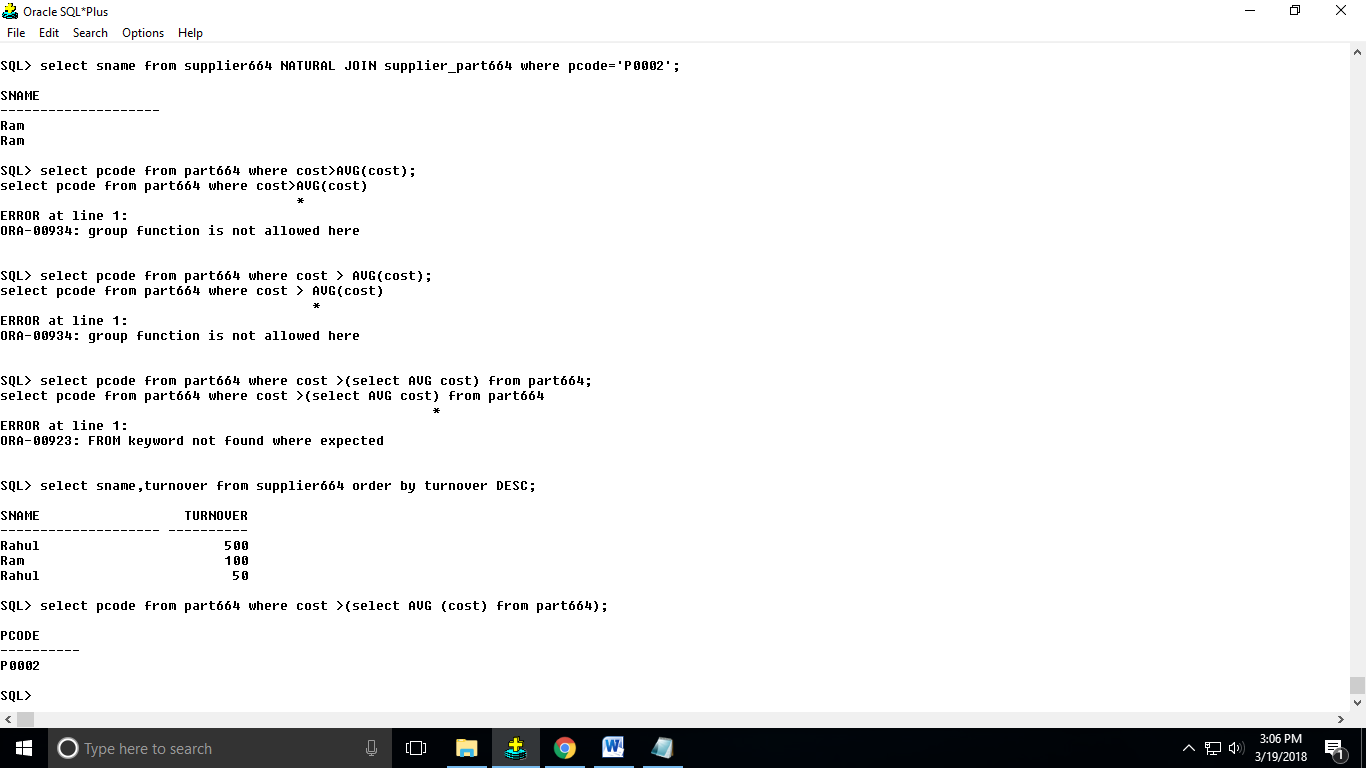 Oracle SQL*Plus
File Edit Search Options Help
SQL> select sname from supplier664 NATURAL JOIN supplier_part664 where pcode='P0002';
SNAME
--------------------
Ram
Ram
SQL> select pcode from part664 where cost>AVG(cost);
select pcode from part664 where cost>AVG(cost)
*
ERROR at line 1:
ORA-00934: group function is not allowed here
SQL> select pcode from part664 where cost > AVG(cost);
select pcode from part664 where cost > AVG(cost)
*
ERROR at line 1:
ORA-00934: group function is not allowed here
SQL> select pcode from part664 where cost >(select AVG cost) from part664;
select pcode from part664 where cost >(select AVG cost) from part664
*
ERROR at line 1:
ORA-00923: FROM keyword not found where expected
SQL> select sname,turnover from supplier664 order by turnover DESC;
SNAME TURNOVER
-------------------- ----------
Rahul 500
Ram 100
Rahul 50
SQL> select pcode from part664 where cost >(select AVG (cost) from part664);
PCODE
----------
P0002
SQL>
Type here to search
3:06 PM
3/19/2018
1